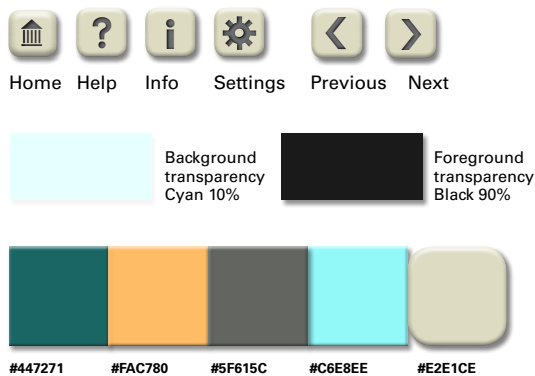 ?
i
Home Help Info Settings Previous Next
Background
transparency
Cyan 10%
Foreground
transparency
Black 90%
#447271 #FAC780 #5F615C #C6E8EE #E2E1CE